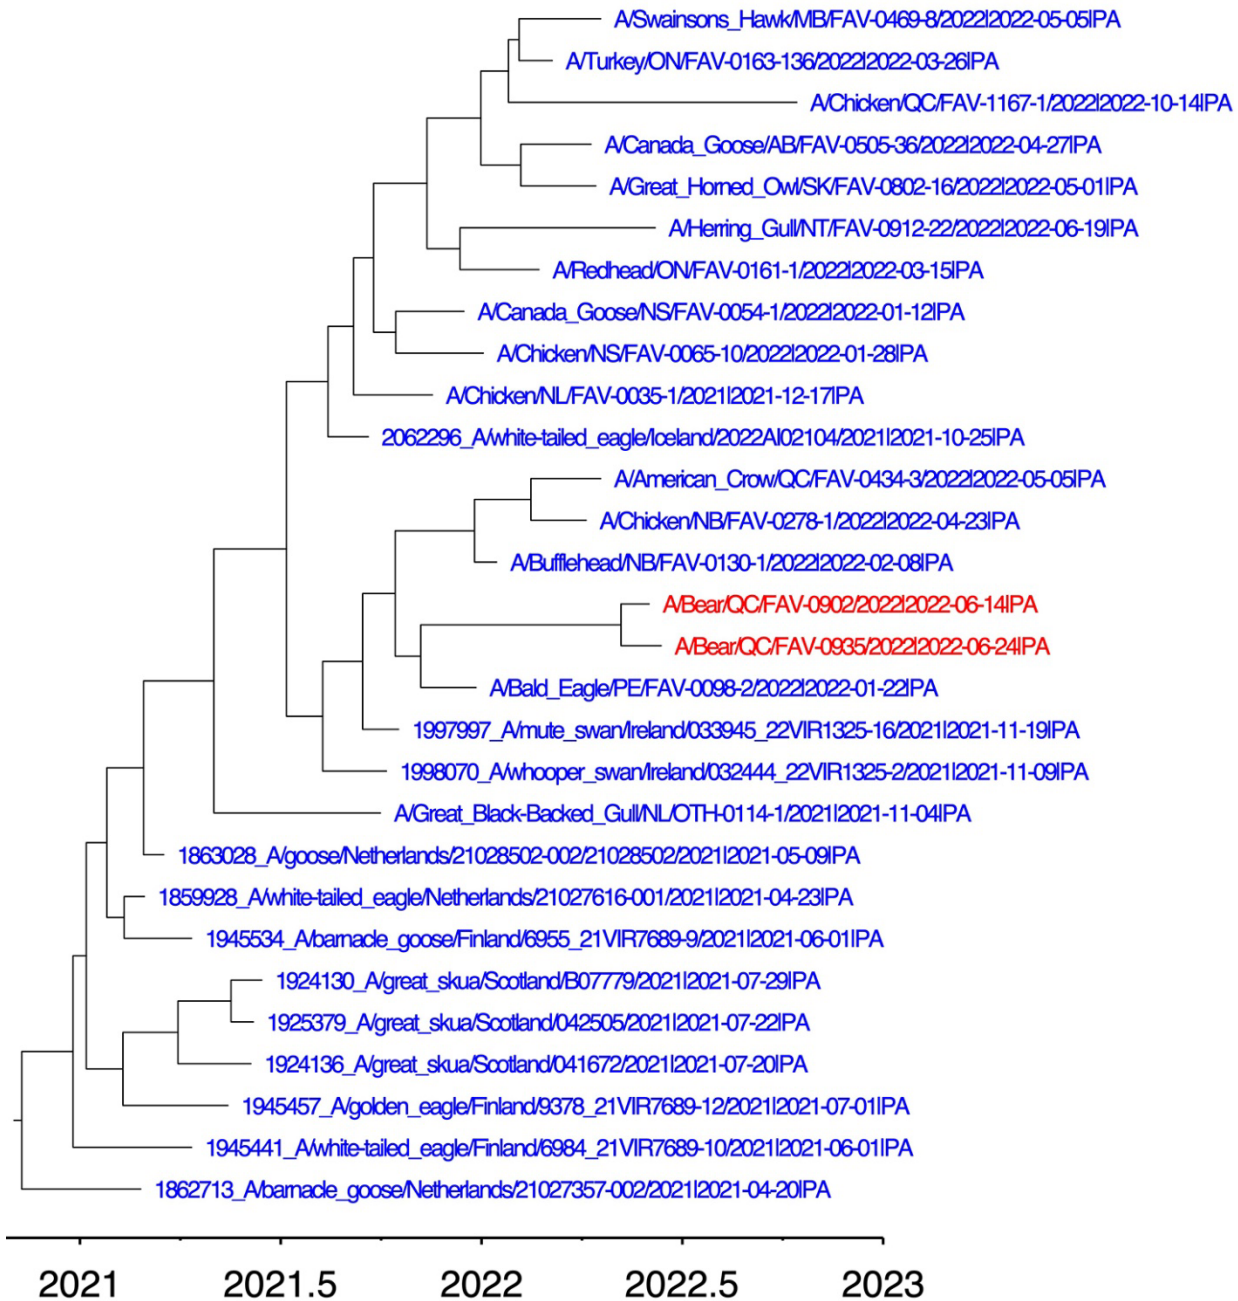 A/Swainsons_Hawk/MB/FAV-0469-8/2022|2022-05-05|PA
A/Turkey/ON/FAV-0163-136/2022|2022-03-26|PA
A/Chicken/QC/FAV-1167-1/2022|2022-10-14|PA
A/Canada_Goose/AB/FAV-0505-36/2022|2022-04-27|PA
A/Great_Horned_Owl/SK/FAV-0802-16/2022|2022-05-01|PA
A/Herring_Gull/NT/FAV-0912-22/2022|2022-06-19|PA
A/Redhead/ON/FAV-0161-1/2022|2022-03-15|PA
A/Canada_Goose/NS/FAV-0054-1/2022|2022-01-12|PA
A/Chicken/NS/FAV-0065-10/2022|2022-01-28|PA
A/Chicken/NL/FAV-0035-1/2021|2021-12-17|PA
2062296_A/white-tailed_eagle/Iceland/2022AI02104/2021|2021-10-25|PA
A/American_Crow/QC/FAV-0434-3/2022|2022-05-05|PA
A/Chicken/NB/FAV-0278-1/2022|2022-04-23|PA
A/Bufflehead/NB/FAV-0130-1/2022|2022-02-08|PA
A/Bear/QC/FAV-0902/2022|2022-06-14|PA
A/Bear/QC/FAV-0935/2022|2022-06-24|PA
A/Bald_Eagle/PE/FAV-0098-2/2022|2022-01-22|PA
1997997_A/mute_swan/Ireland/033945_22VIR1325-16/2021|2021-11-19|PA
1998070_A/whooper_swan/Ireland/032444_22VIR1325-2/2021|2021-11-09|PA
A/Great_Black-Backed_Gull/NL/OTH-0114-1/2021|2021-11-04|PA
1863028_A/goose/Netherlands/21028502-002/21028502/2021|2021-05-09|PA
1859928_A/white-tailed_eagle/Netherlands/21027616-001/2021|2021-04-23|PA
1945534_A/barnacle_goose/Finland/6955_21VIR7689-9/2021|2021-06-01|PA
1924130_A/great_skua/Scotland/B07779/2021|2021-07-29|PA
1925379_A/great_skua/Scotland/042505/2021|2021-07-22|PA
1924136_A/great_skua/Scotland/041672/2021|2021-07-20|PA
1945457_A/golden_eagle/Finland/9378_21VIR7689-12/2021|2021-07-01|PA
1945441_A/white-tailed_eagle/Finland/6984_21VIR7689-10/2021|2021-06-01|PA
1862713_A/barnacle_goose/Netherlands/21027357-002/2021|2021-04-20|PA
2021 2021.5 2022 2022.5 2023